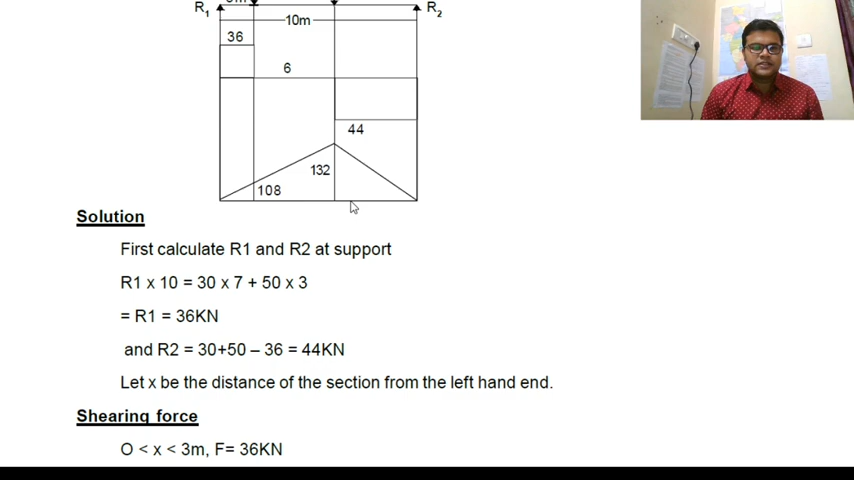 R1
R2
10m
36
6
44
132
108
Solution
First calculate R1 and R2 at support
R1 x 10 = 30 x 7 + 50 x 3
= R1 = 36KN
and R2 = 30+50 – 36 = 44KN
Let x be the distance of the section from the left hand end.
Shearing force
O < x < 3m, F= 36KN